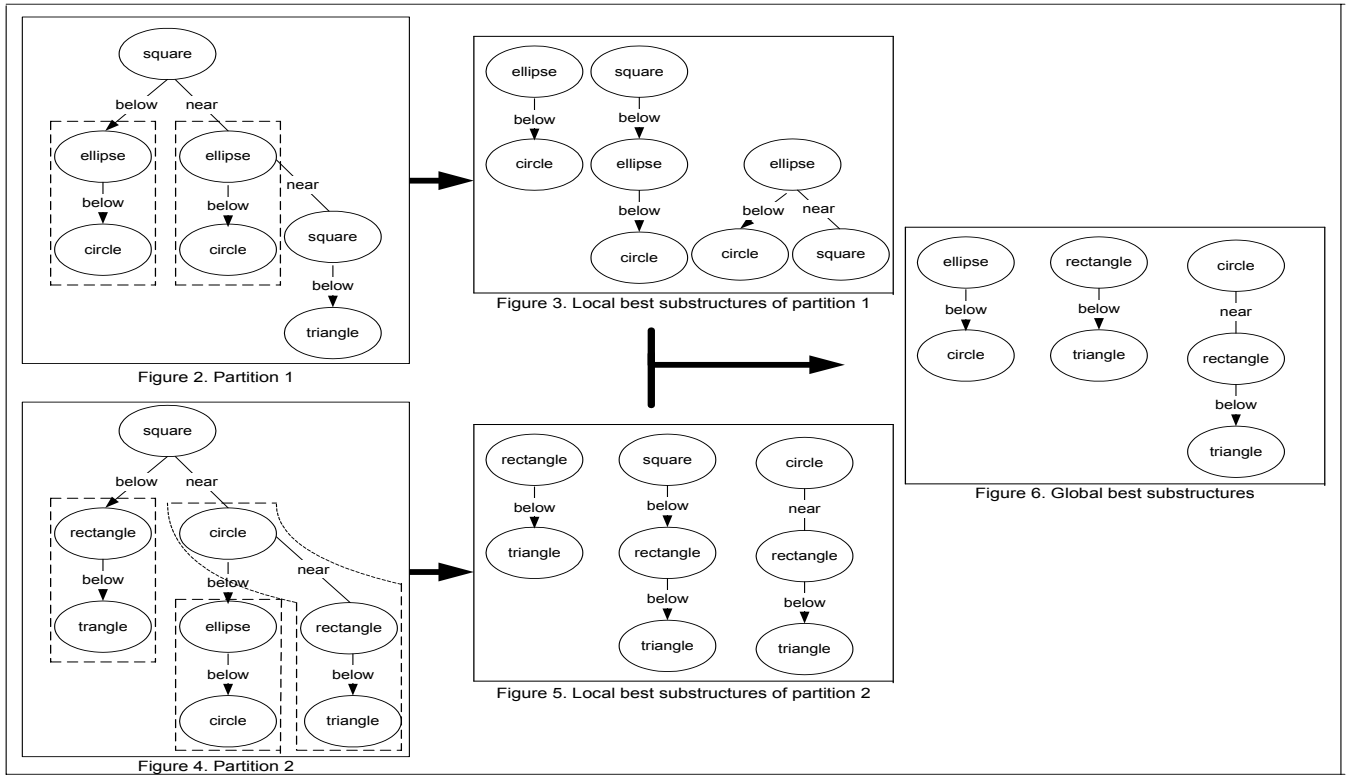 square
below near
ellipse ellipse
near
below below
circle circle square
below
triangle
Figure 2. Partition 1
ellipse square
below below
circle ellipse ellipse
below below near
circle circle square
Figure 3. Local best substructures of partition 1
square
below near
rectangle circle
below below near
trangle ellipse rectangle
below below
circle triangle
Figure 4. Partition 2
rectangle square circle
below below near
triangle rectangle rectangle
below below
triangle triangle
Figure 5. Local best substructures of partition 2
ellipse rectangle circle
below below near
circle triangle rectangle
below
triangle
Figure 6. Global best substructures